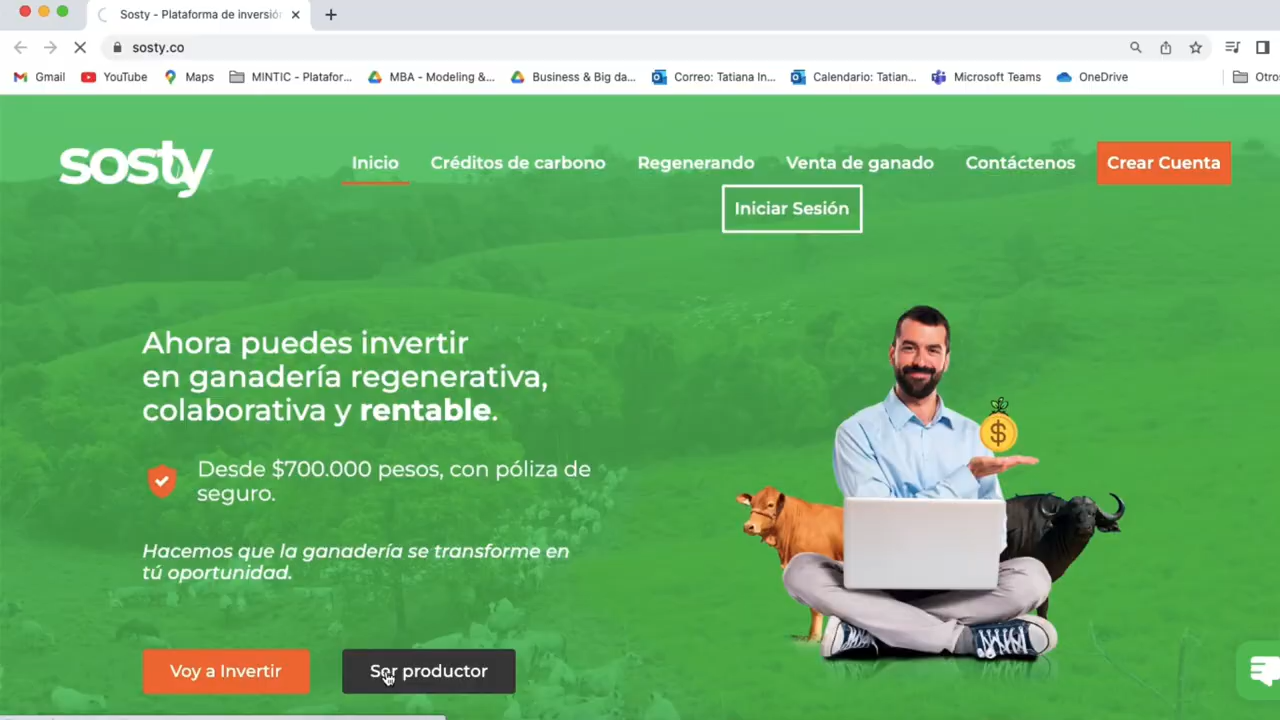 Sosty - Plataforma de inversió
sosty.co
Gmail
YouTube
Maps
MINTIC - Platafor...
MBA - Modeling &...
Business & Big da...
Correo: Tatiana In...
Calendario: Tatian...
Microsoft Teams
OneDrive
Otro
sosty
Inicio
Créditos de carbono
Regenerando
Venta de ganado
Contáctenos
Crear Cuenta
Iniciar Sesión
Ahora puedes invertir
en ganadería regenerativa,
colaborativa y rentable.
Desde $700.000 pesos, con póliza de
seguro.
Hacemos que la ganadería se transforme en
tú oportunidad.
$
Voy a Invertir
Ser productor